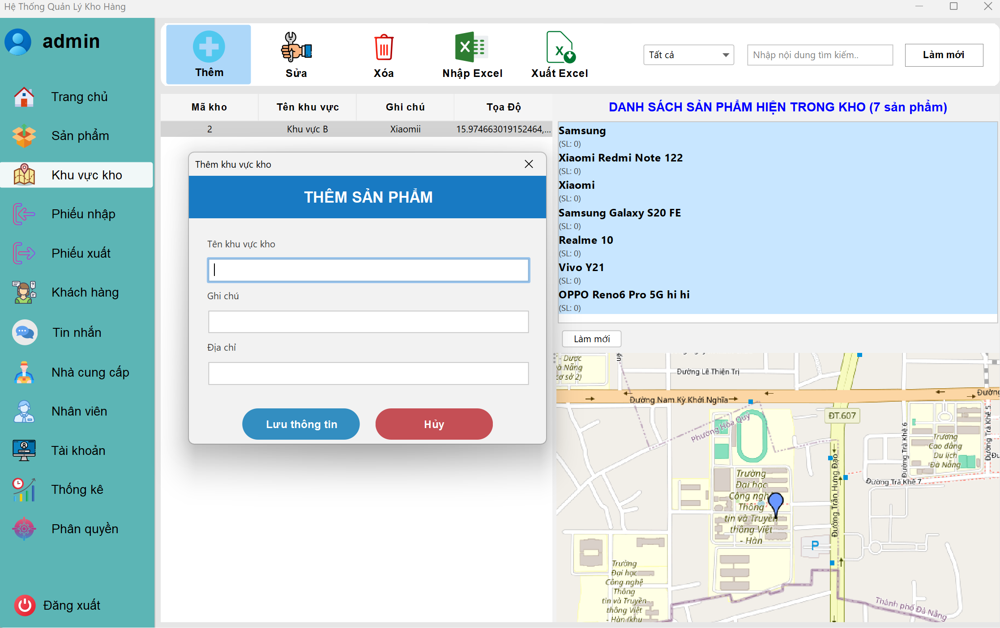 Hệ Thống Quản Lý Kho Hàng
admin
Trang chủ
Sản phẩm
Khu vực kho
Phiếu nhập
Phiếu xuất
Khách hàng
Tin nhắn
Nhà cung cấp
Nhân viên
Tài khoản
Thống kê
Phân quyền
Đăng xuất
Thêm
Sửa
Xóa
Nhập Excel
Xuất Excel
Tất cả
Nhập nội dung tìm kiếm..
Làm mới
Mã kho Tên khu vực Ghi chú Tọa Độ
2 Khu vực B Xiaomii 15.974663019152464,...
Thêm khu vực kho
THÊM SẢN PHẨM
Tên khu vực kho
Ghi chú
Địa chỉ
Lưu thông tin
Hủy
DANH SÁCH SẢN PHẨM HIỆN TRONG KHO (7 sản phẩm)
Samsung
(SL: 0)
Xiaomi Redmi Note 122
(SL: 0)
Xiaomi
(SL: 0)
Samsung Galaxy S20 FE
(SL: 0)
Realme 10
(SL: 0)
Vivo Y21
(SL: 0)
OPPO Reno6 Pro 5G hi hi
(SL: 0)
Làm mới
- Dược
Nẵng
cơ sở 2)
Đường Lê Thiện Trị
Đường Nam Kỳ Khởi Nghĩa
Đường
ĐT.607
Phường Hòa Quý
Trường
Đại học
Công nghệ
Thông
tin và Truyền
thông Việt
- Hàn
Đường Trần Hưng Đạo
Đường Trà Khê 6
Đường Trà Khê 5
Trường
Cao đẳng
Du lịch
Đà Nẵng
Đường Trà Khê 7
P
Trường
Đại học
Công nghệ
Thông
tin và Truyền
thông Việt
- Hàn (khu
Thành phố Đà Nẵng